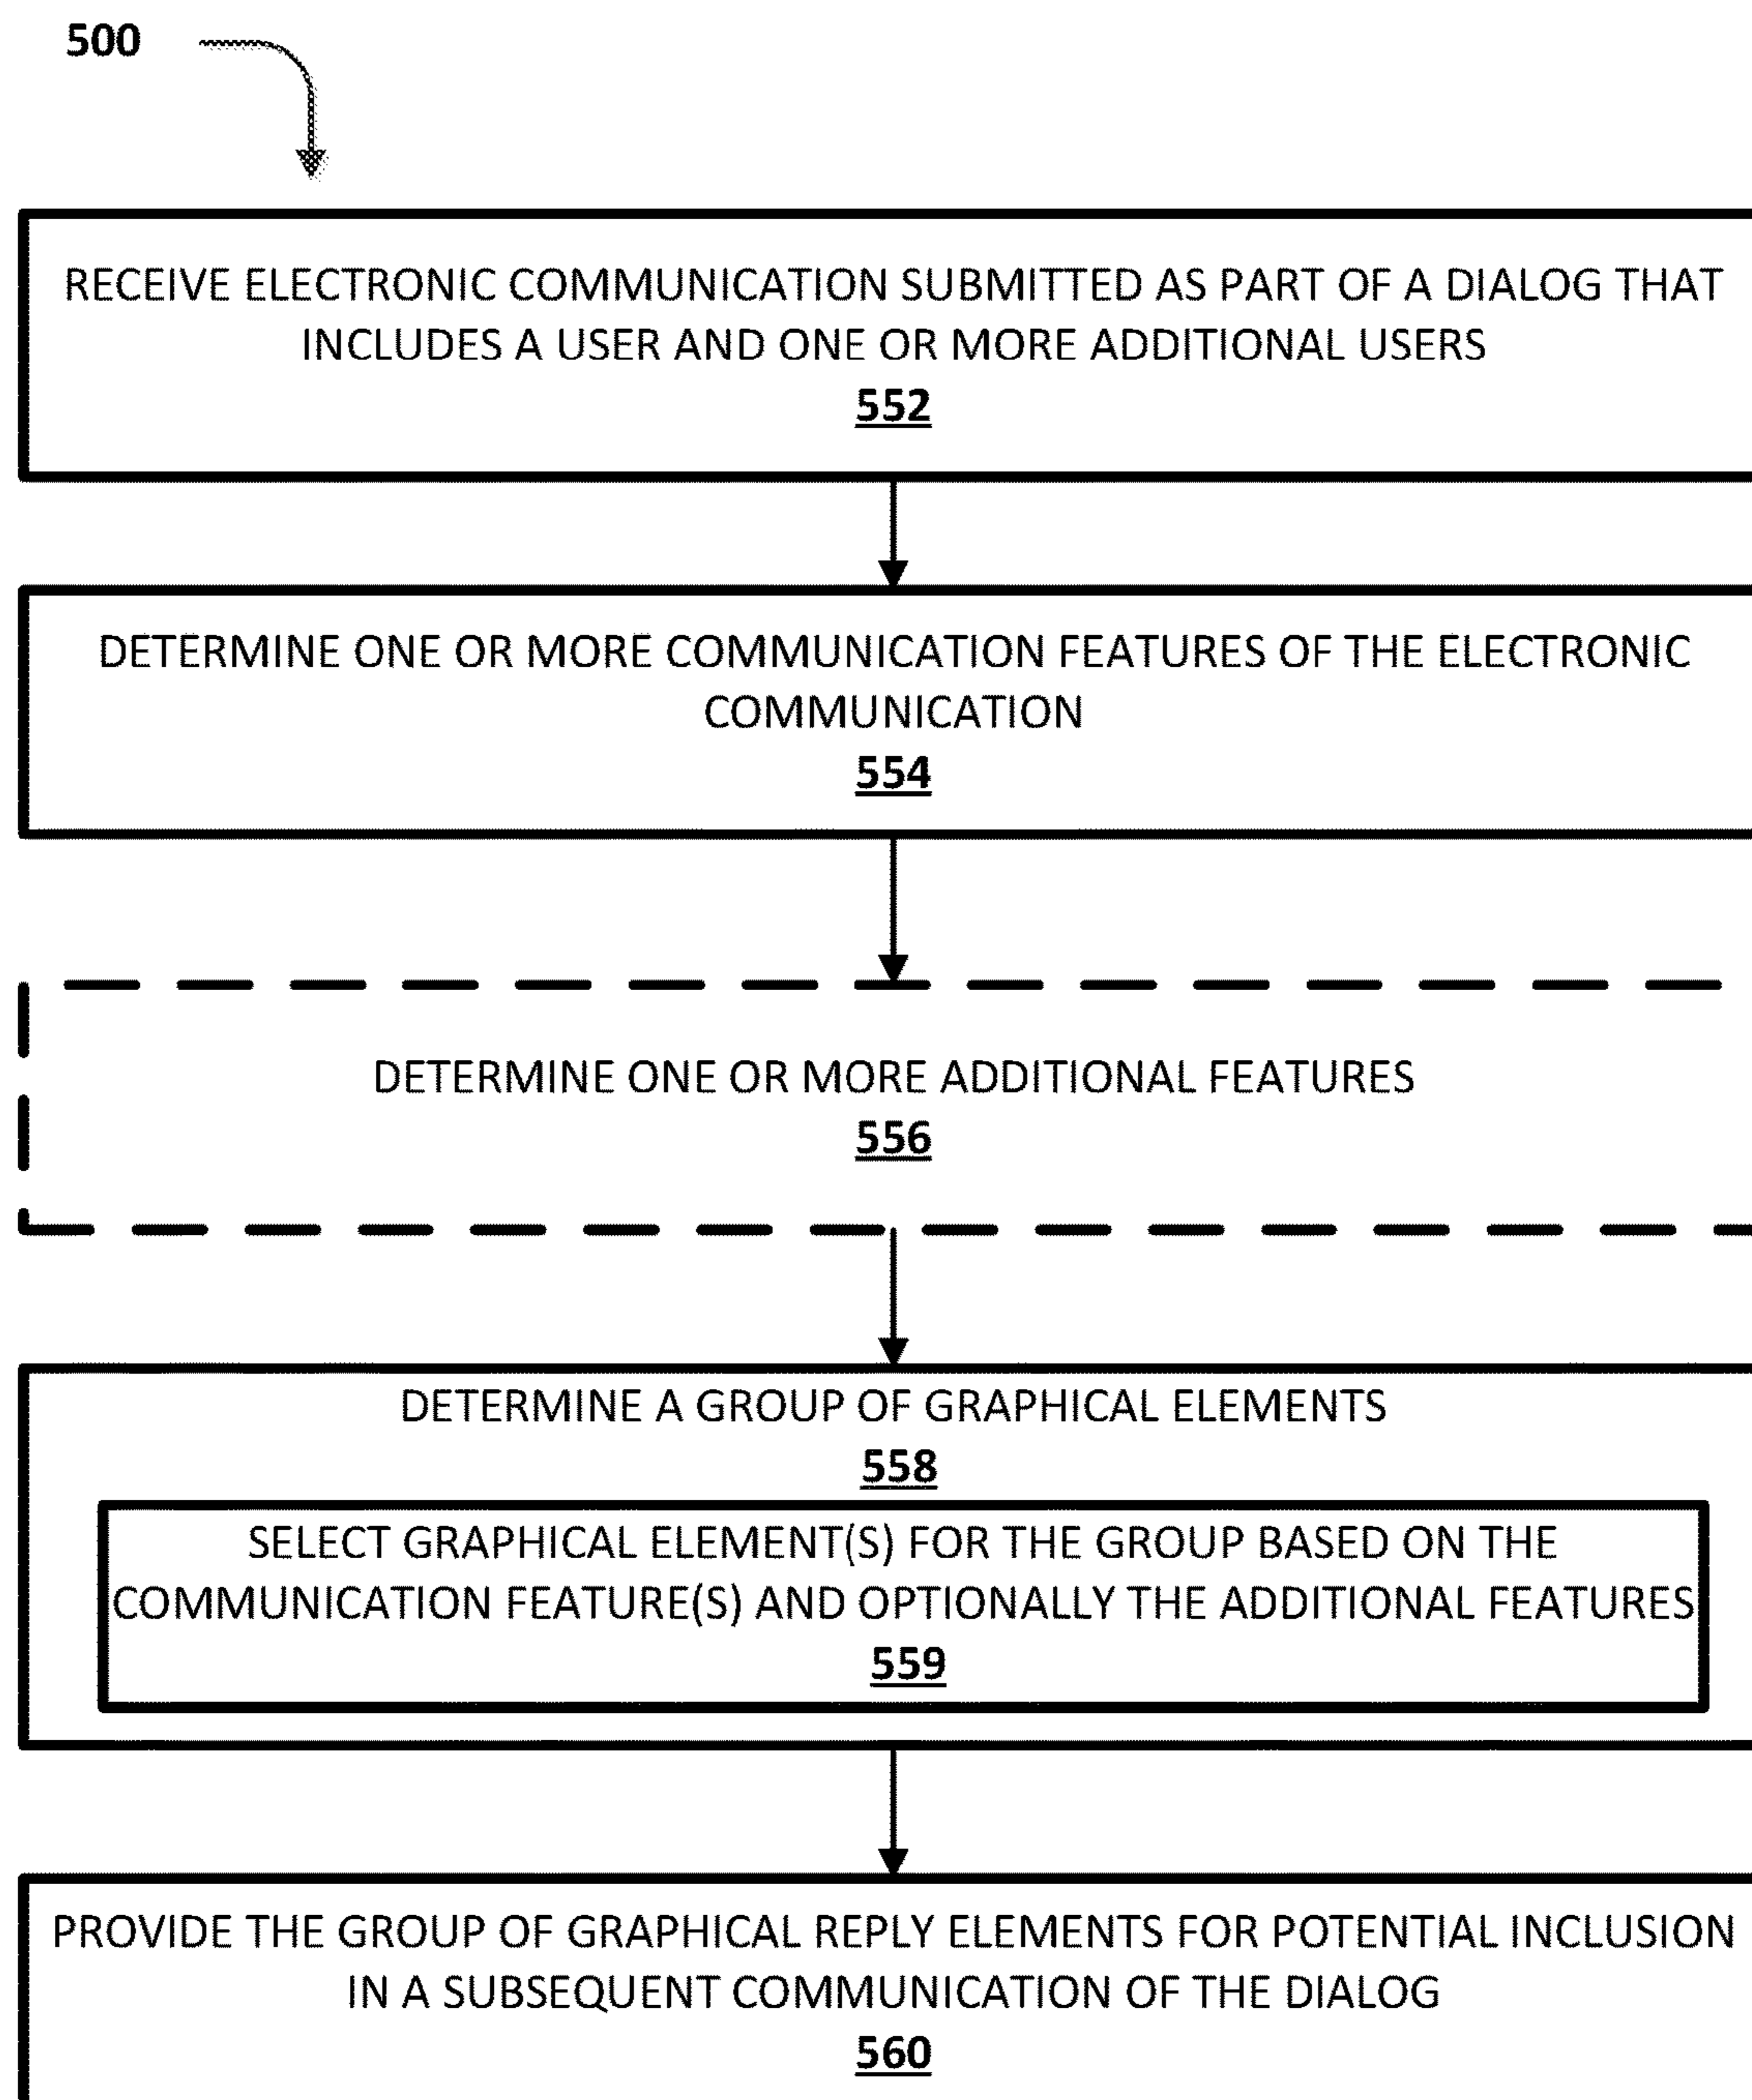 500
RECEIVE ELECTRONIC COMMUNICATION SUBMITTED AS PART OF A DIALOG THAT
INCLUDES A USER AND ONE OR MORE ADDITIONAL USERS
552
DETERMINE ONE OR MORE COMMUNICATION FEATURES OF THE ELECTRONIC
COMMUNICATION
554
DETERMINE ONE OR MORE ADDITIONAL FEATURES
556
DETERMINE A GROUP OF GRAPHICAL ELEMENTS
558
SELECT GRAPHICAL ELEMENT(S) FOR THE GROUP BASED ON THE
COMMUNICATION FEATURE(S) AND OPTIONALLY THE ADDITIONAL FEATURES
559
PROVIDE THE GROUP OF GRAPHICAL REPLY ELEMENTS FOR POTENTIAL INCLUSION
IN A SUBSEQUENT COMMUNICATION OF THE DIALOG
560